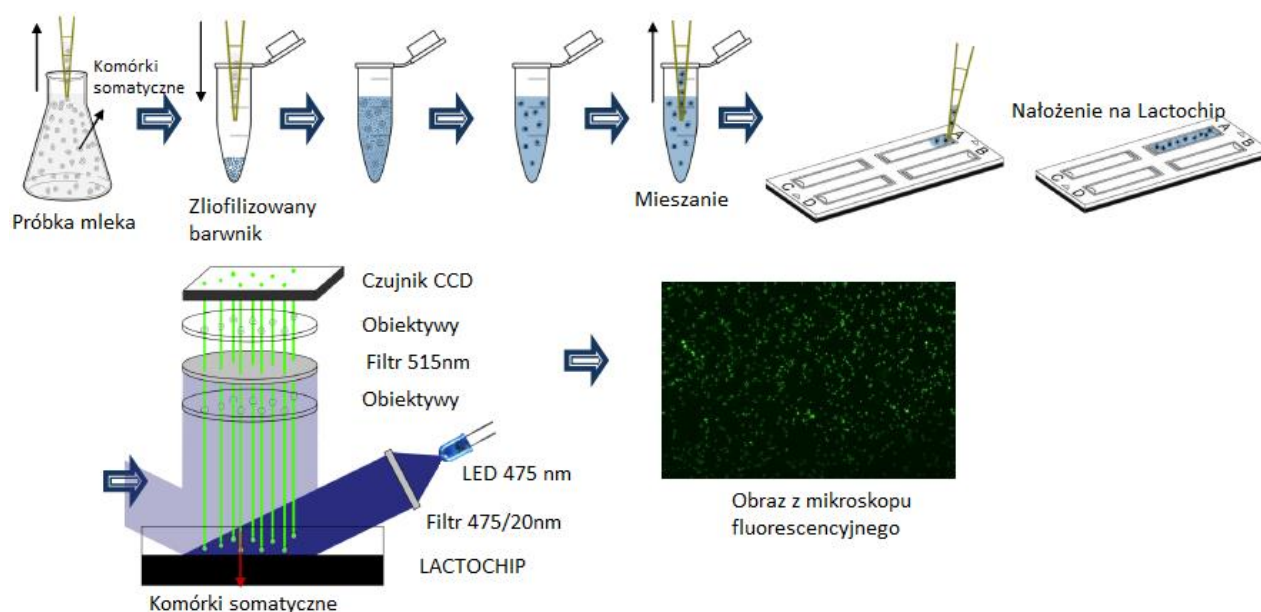 Komórki
somatyczne
Próbka mleka
Zliofilizowany
barwnik
Mieszanie
A
B
C
D
Nałożenie na Lactochip
A
B
C
D
Czujnik CCD
Obiektywy
Filtr 515nm
Obiektywy
LED 475 nm
Filtr 475/20nm
LACTOCHIP
Komórki somatyczne
Obraz z mikroskopu
fluorescencyjnego